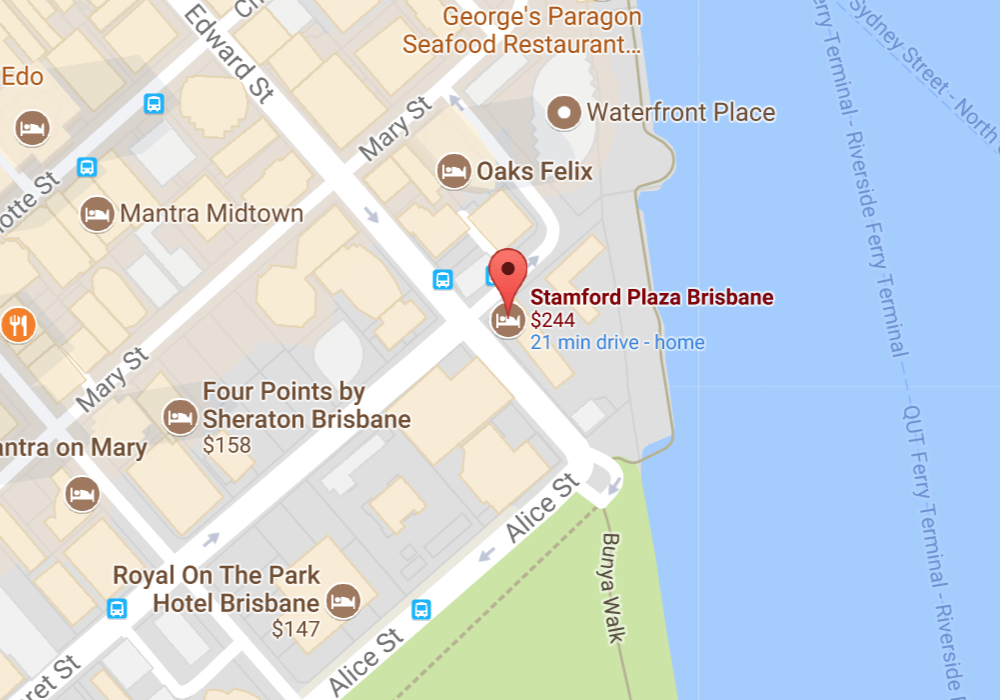 George's Paragon
Seafood Restaurant...
Edward St
Edo
Mary St
Waterfront Place
Oaks Felix
Mantra Midtown
Stamford Plaza Brisbane
$244
21 min drive - home
Mary St
Four Points by
Sheraton Brisbane
$158
antra on Mary
Alice St
Bunya Walk
Royal On The Park
Hotel Brisbane
$147
Alice St
ret St
otte St
Sydney Street - North
erry Terminal - Riverside Ferry Terminal
QUT Ferry Terminal - Riverside